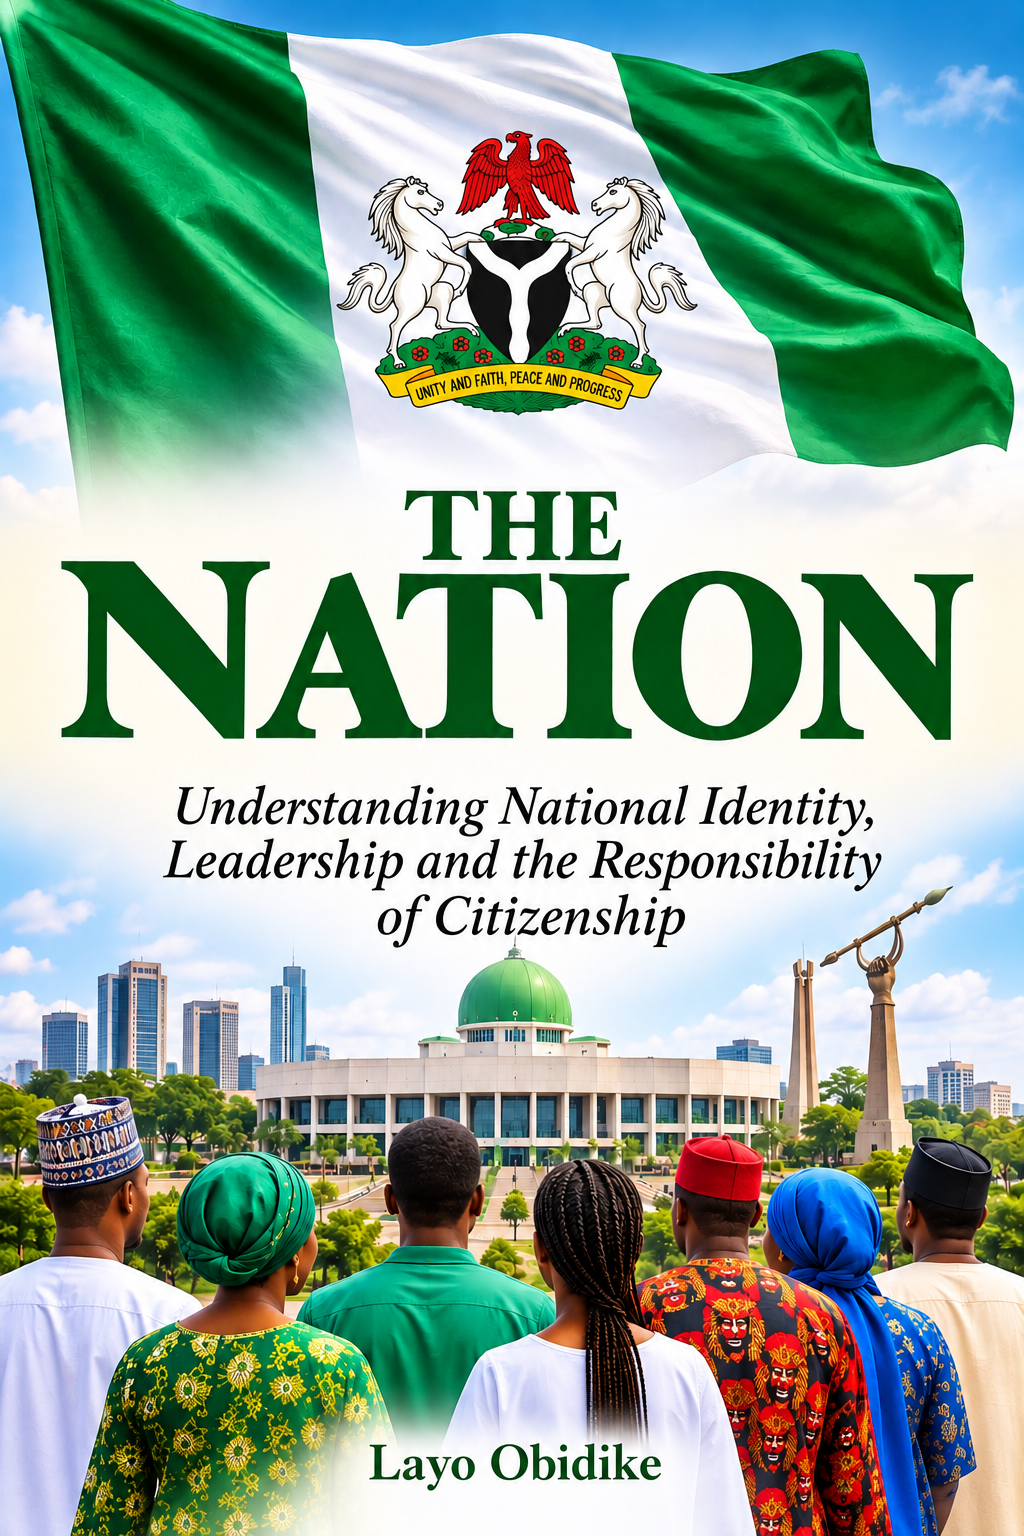 UNITY AND FAITH, PEACE AND PROGRESS
THE
NATION
Understanding National Identity,
Leadership and the Responsibility
of Citizenship
Layo Obidike